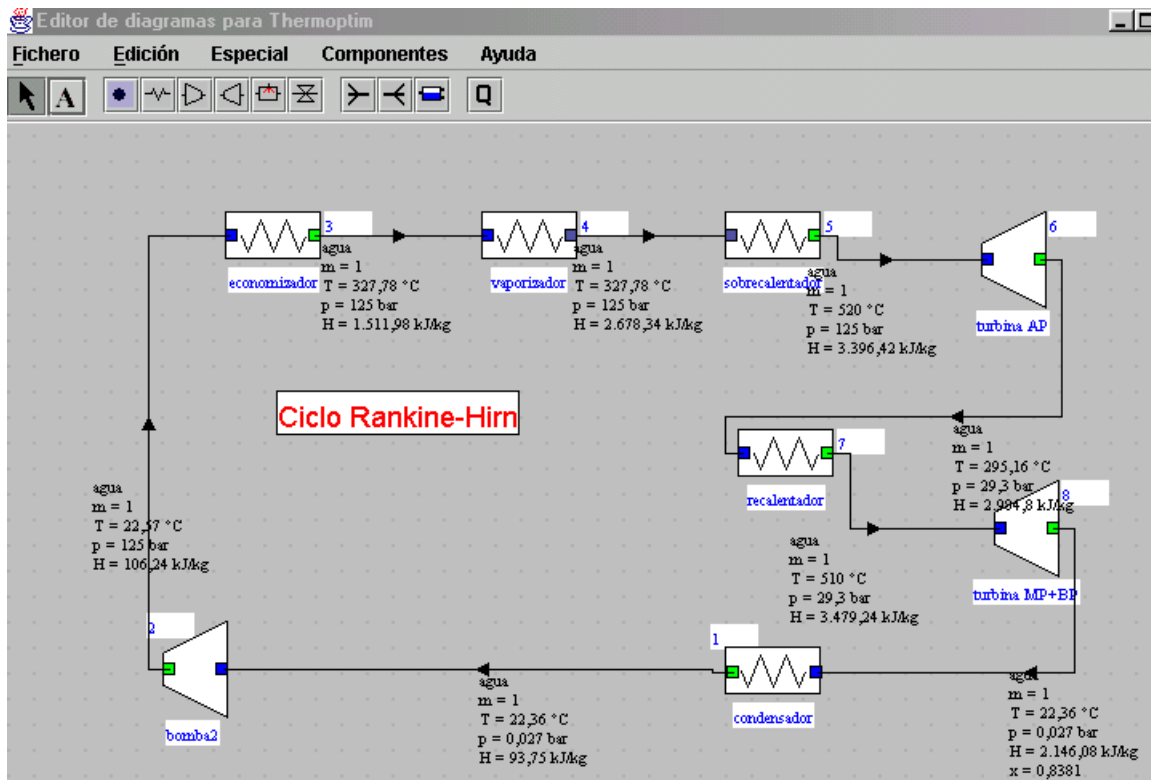 Editor de diagramas para Thermoptim
Fichero Edición Especial Componentes Ayuda
A Q
3
agua
m = 1
T = 327,78 °C
p = 125 bar
H = 1.511,98 kJ/kg
economizador
4
agua
m = 1
T = 327,78 °C
p = 125 bar
H = 2.678,34 kJ/kg
vaporizador
5
agua
m = 1
T = 520 °C
p = 125 bar
H = 3.396,42 kJ/kg
sobrecalentador
6
turbina AP
Ciclo Rankine-Hirn
agua
m = 1
T = 295,16 °C
p = 29,3 bar
H = 2.984,8 kJ/kg
7
recalentador
agua
m = 1
T = 510 °C
p = 29,3 bar
H = 3.479,24 kJ/kg
8
turbina MP+BP
agua
m = 1
T = 22,57 °C
p = 125 bar
H = 106,24 kJ/kg
2
bomba2
agua
m = 1
T = 22,36 °C
p = 0,027 bar
H = 93,75 kJ/kg
1
condensador
agua
m = 1
T = 22,36 °C
p = 0,027 bar
H = 2.146,08 kJ/kg
x = 0,8381